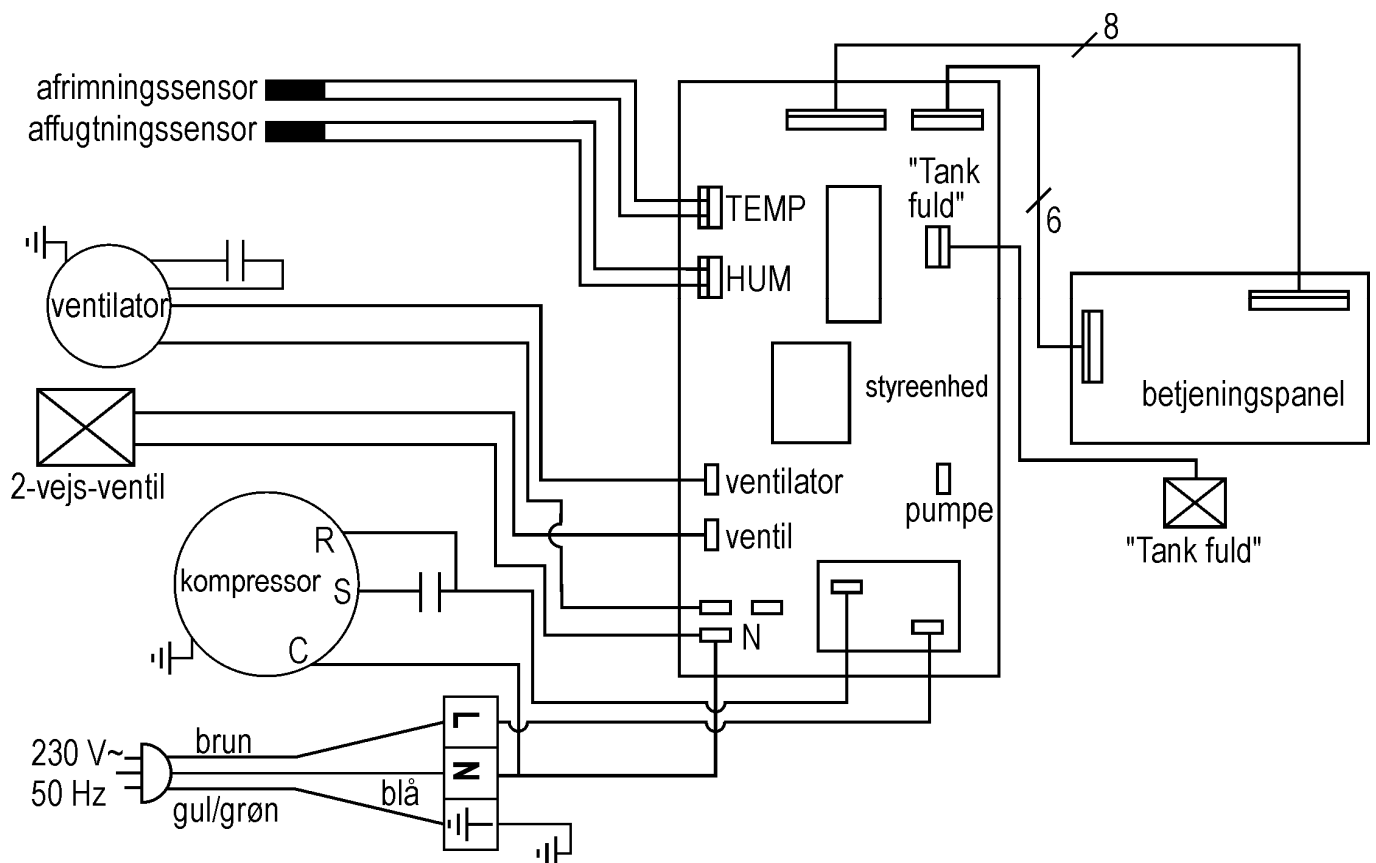 8
afrimningssensor
affugtningssensor
"Tank
fuld"
TEMP
6
HUM
ventilator
styreenhed
betjeningspanel
2-vejs-ventil
ventilator
pumpe
ventil
"Tank fuld"
R
kompressor
S
N
C
L
brun
230 V~
N
50 Hz
blå
gul/grøn